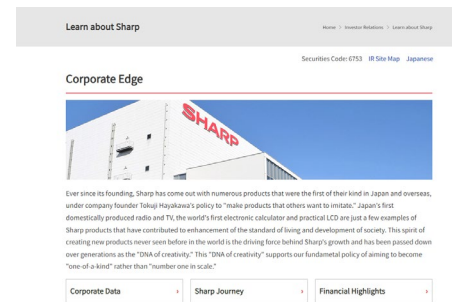 Learn about Sharp
Home > Investor Relations > Learn about Sharp
Securities Code: 6753 IR Site Map Japanese
Corporate Edge
SHARP
Ever since its founding, Sharp has come out with numerous products that were the first of their kind in Japan and overseas,
under company founder Tokuji Hayakawa's policy to "make products that others want to imitate." Japan's first
domestically produced radio and TV, the world's first electronic calculator and practical LCD are just a few examples of
Sharp products that have contributed to enhancement of the standard of living and development of society. This spirit of
creating new products never seen before in the world is the driving force behind Sharp's growth and has been passed down
over generations as the "DNA of creativity." This "DNA of creativity" supports our fundametal policy of aiming to become
"one-of-a-kind" rather than "number one in scale."
Corporate Data › Sharp Journey › Financial Highlights ›